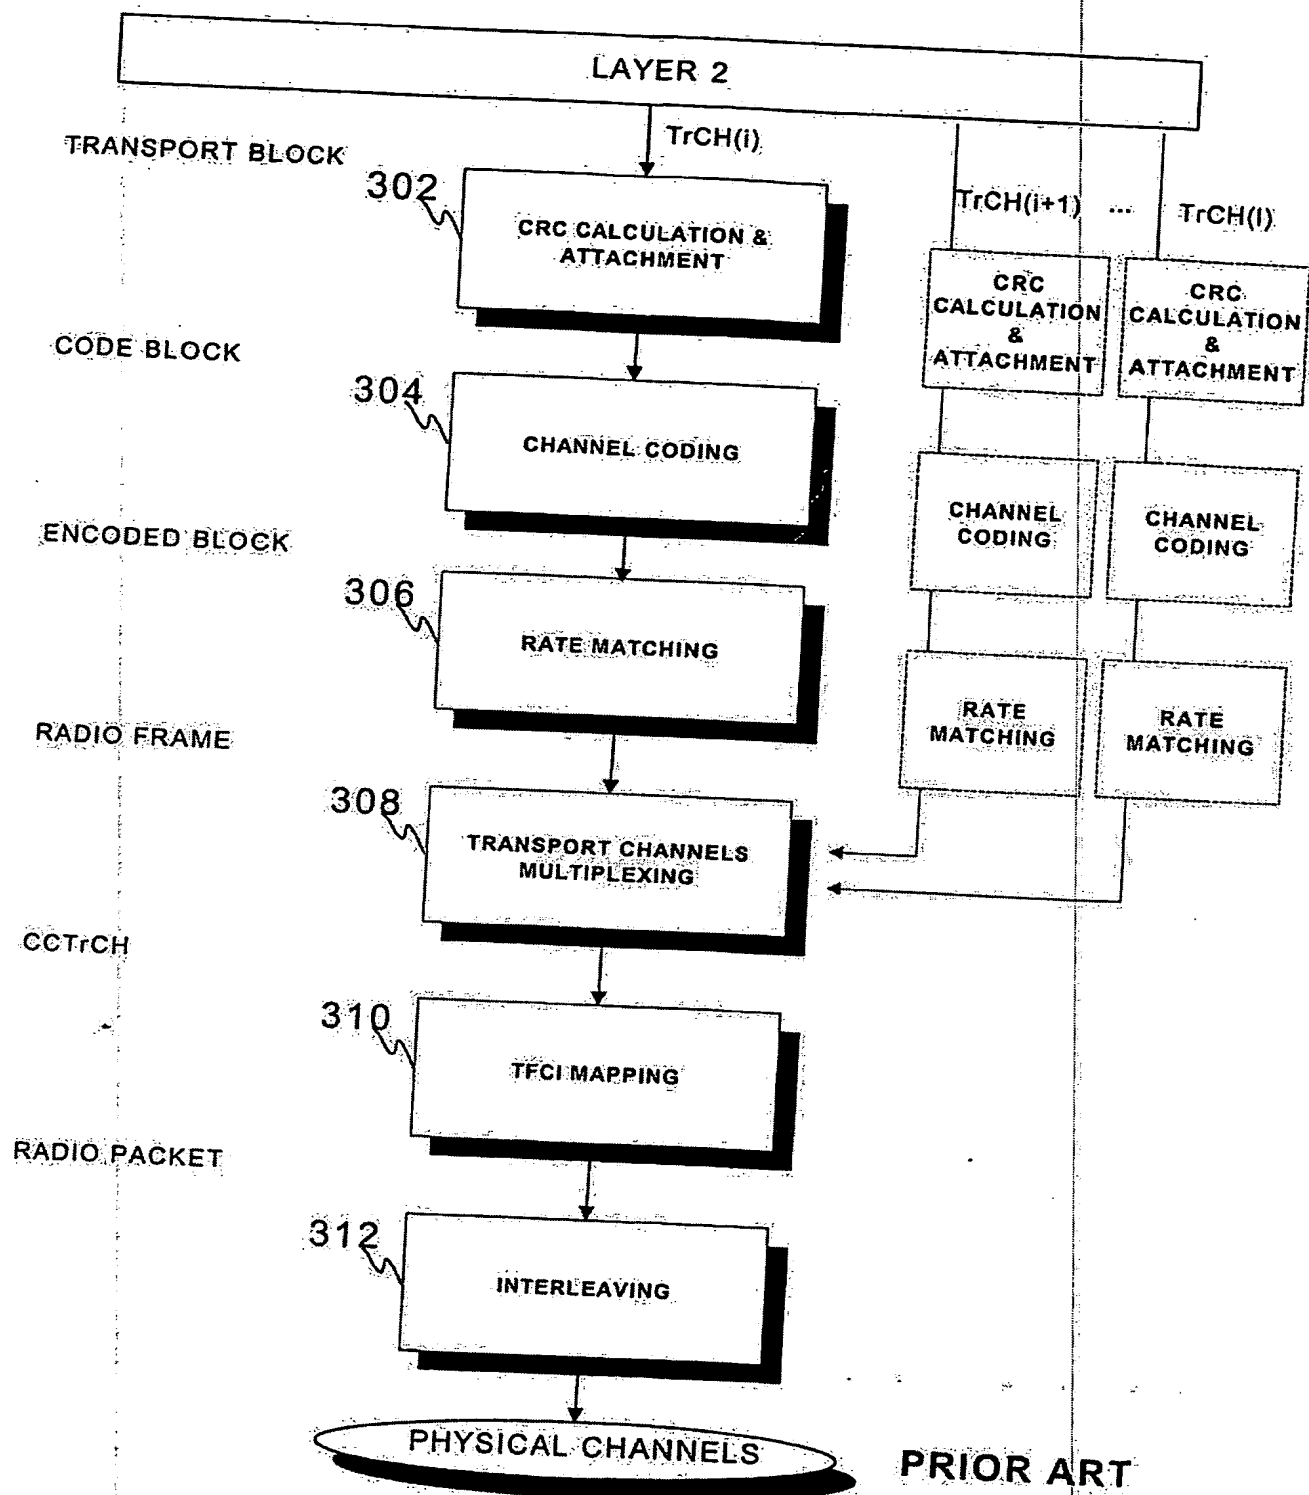 LAYER 2
TRANSPORT BLOCK
TrCH(i)
302
CRC CALCULATION &
ATTACHMENT
TrCH(i+1)
...
TrCH(I)
CRC
CALCULATION
&
ATTACHMENT
CRC
CALCULATION
&
ATTACHMENT
CODE BLOCK
304
CHANNEL CODING
CHANNEL
CODING
CHANNEL
CODING
ENCODED BLOCK
306
RATE MATCHING
RATE
MATCHING
RATE
MATCHING
RADIO FRAME
308
TRANSPORT CHANNELS
MULTIPLEXING
CCTrCH
310
TFCI MAPPING
RADIO PACKET
312
INTERLEAVING
PHYSICAL CHANNELS
PRIOR ART